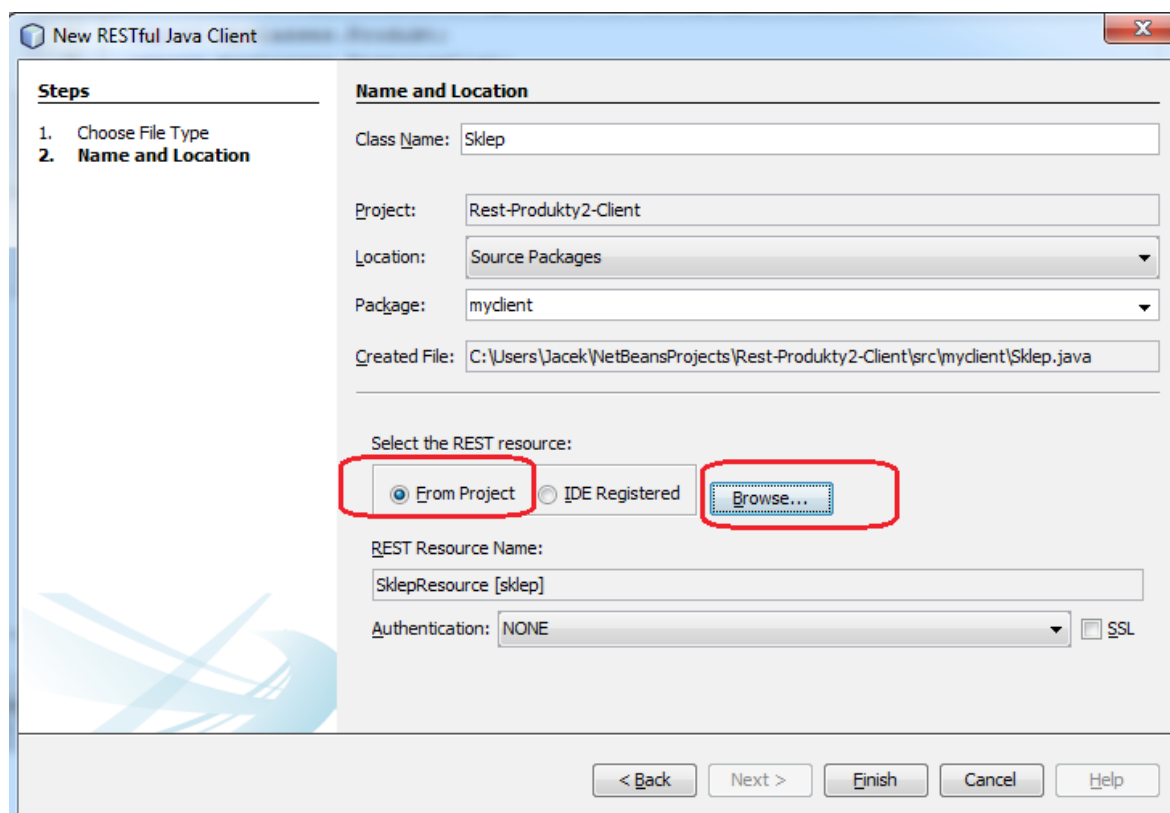 New RESTful Java Client
Steps
1. Choose File Type
2. Name and Location
Name and Location
Class Name: Sklep
Project: Rest-Produkty2-Client
Location: Source Packages
Package: myclient
Created File: C:\Users\Jacek\NetBeansProjects\Rest-Produkty2-Client\src\myclient\Sklep.java
Select the REST resource:
From Project IDE Registered Browse...
REST Resource Name:
SklepResource [sklep]
Authentication: NONE SSL
< Back Next > Finish Cancel Help